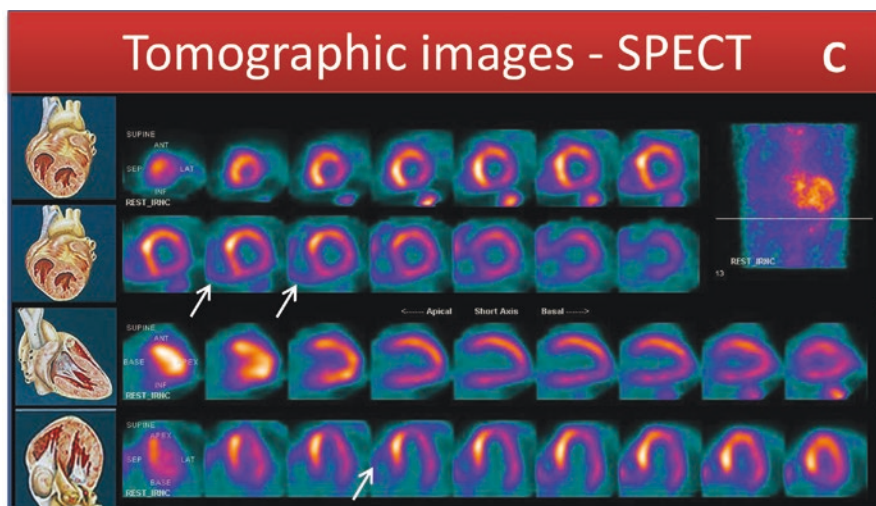 Tomographic images - SPECT
C
SUPINE
ANT
SEP LAT
INF
REST_IRNC
REST_IRNC
13
<----- Apical Short Axis Basal ----->
SUPINE
ANT
BASE APEX
INF
REST_IRNC
SUPINE
APEX
SEP LAT
BASE
REST_IRNC